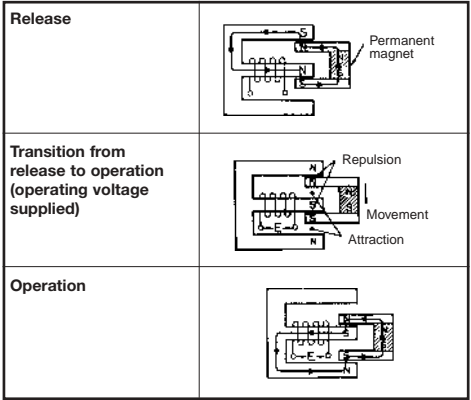 Release
S
N
Permanent
magnet
N
S
Transition from
release to operation
(operating voltage
supplied)
N
N
Repulsion
S
S
Movement
E
Attraction
N
Operation
N
S
E
S
N